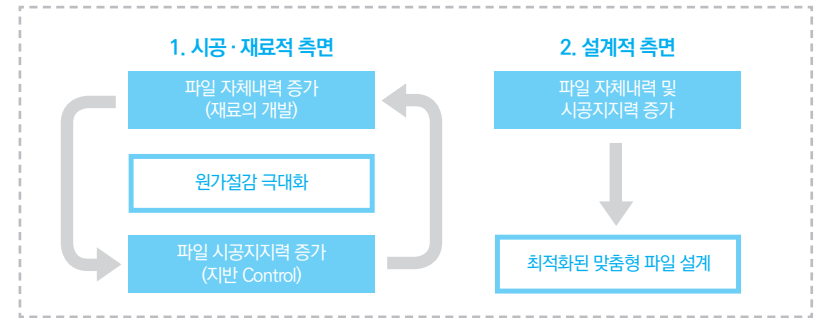 1. 시공·재료적 측면
파일 자체내력 증가
(재료의 개발)
원가절감 극대화
파일 시공지지력 증가
(지반 Control)
2. 설계적 측면
파일 자체내력 및
시공지지력 증가
최적화된 맞춤형 파일 설계